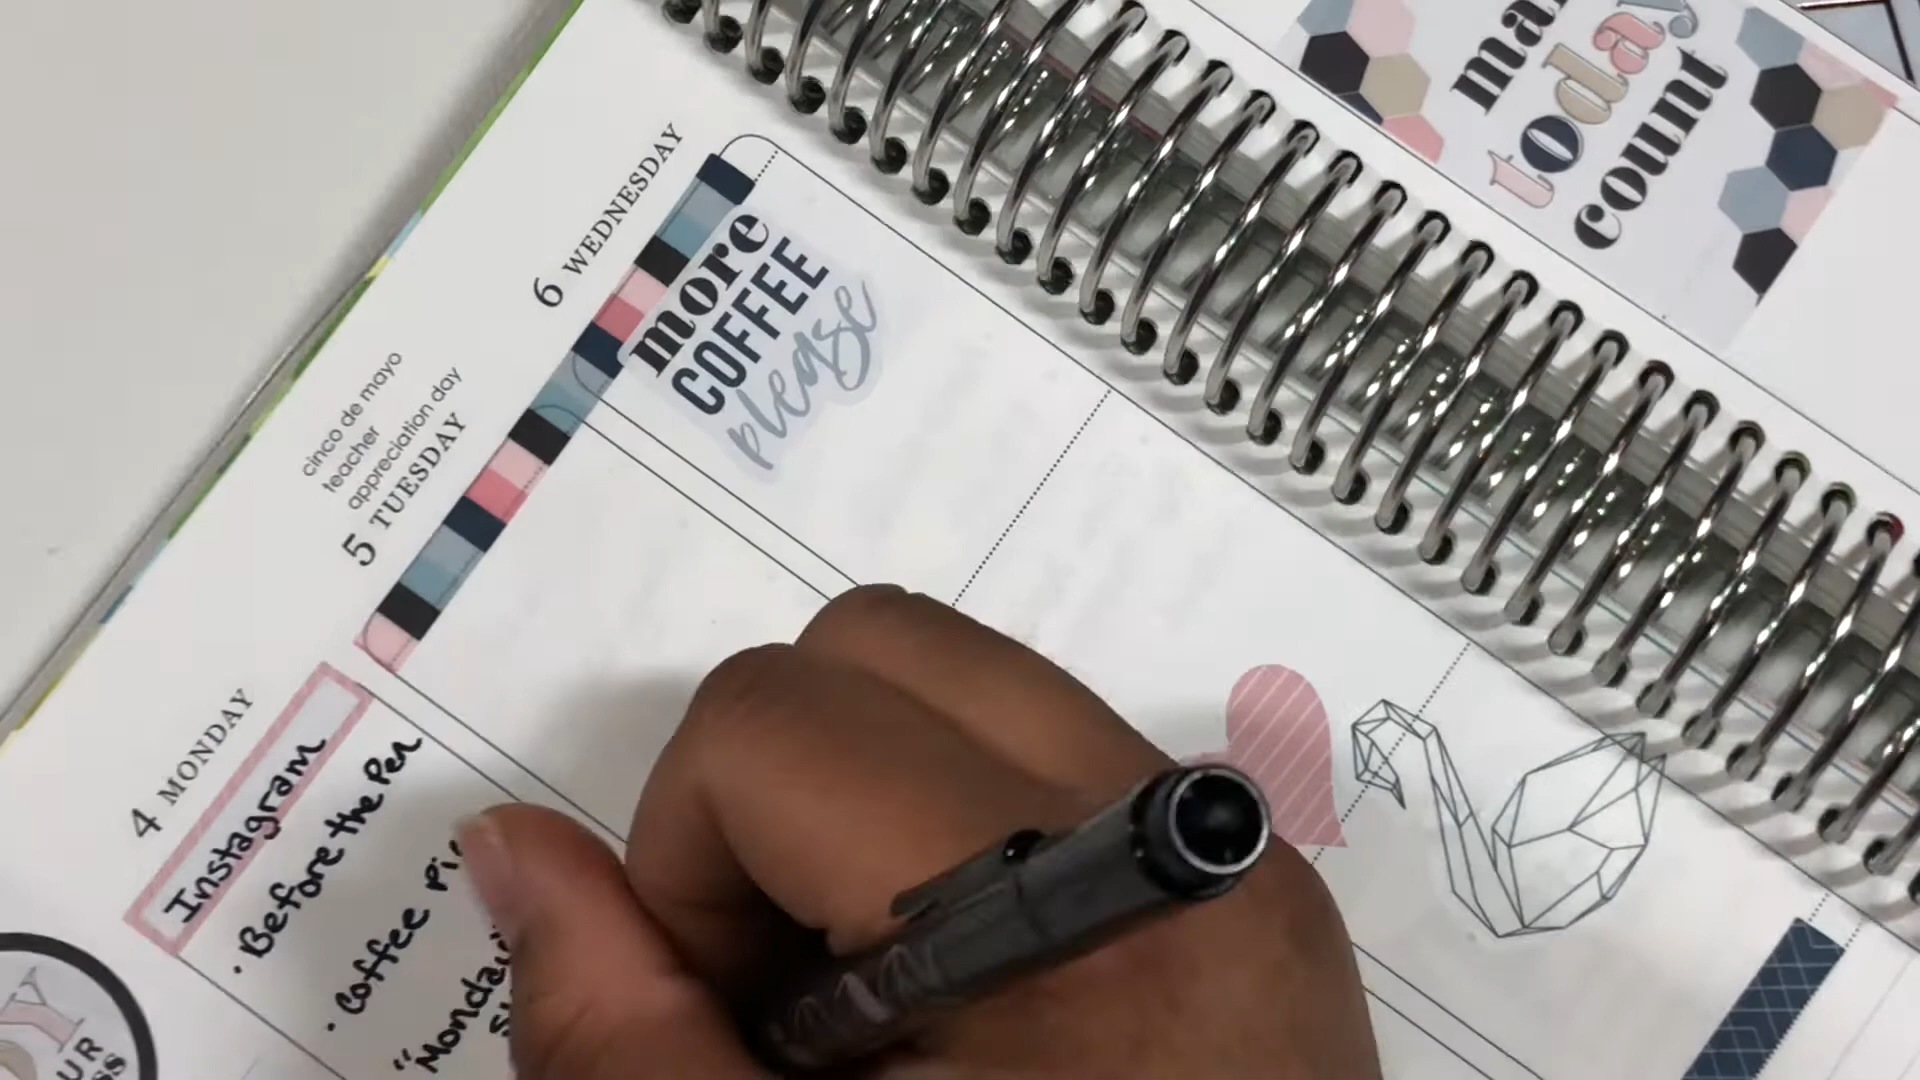 make
today
count
6 WEDNESDAY
more
COFFEE
please
cinco de mayo
teacher
appreciation day
5 TUESDAY
4 MONDAY
Instagram
· Before the Pen
· Coffee
"Monday